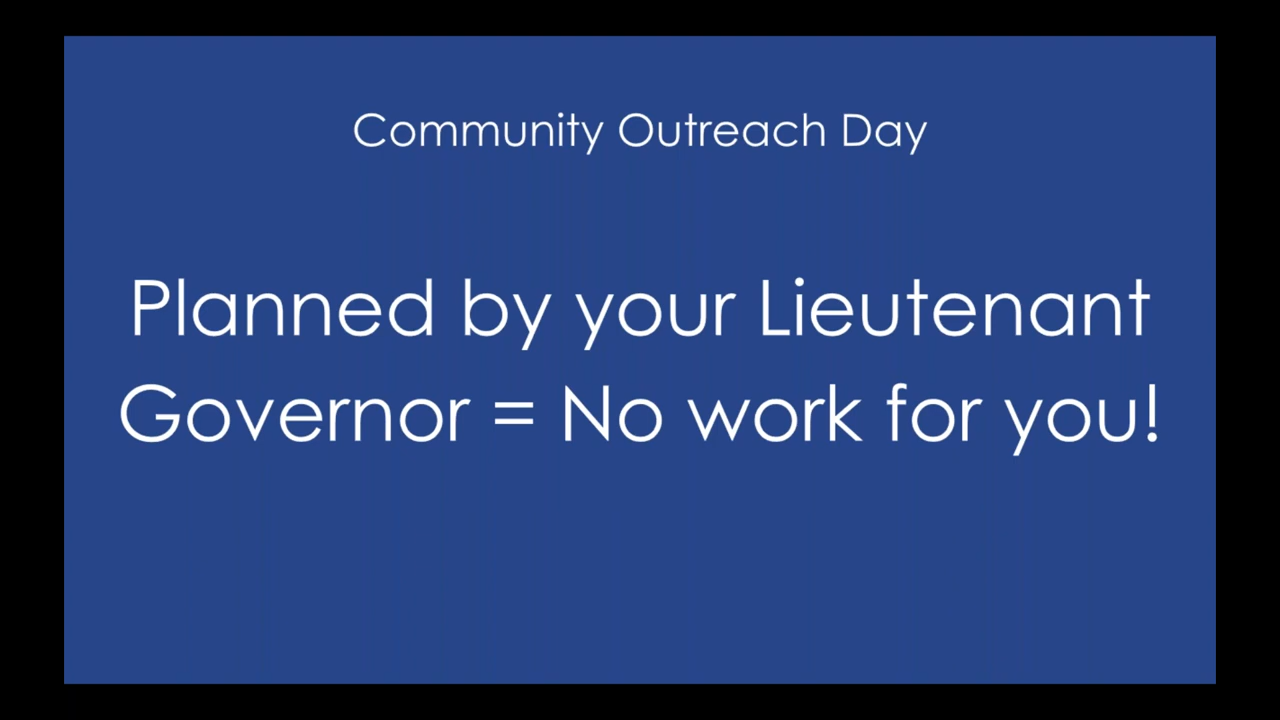 Community Outreach Day
Planned by your Lieutenant
Governor = No work for you!